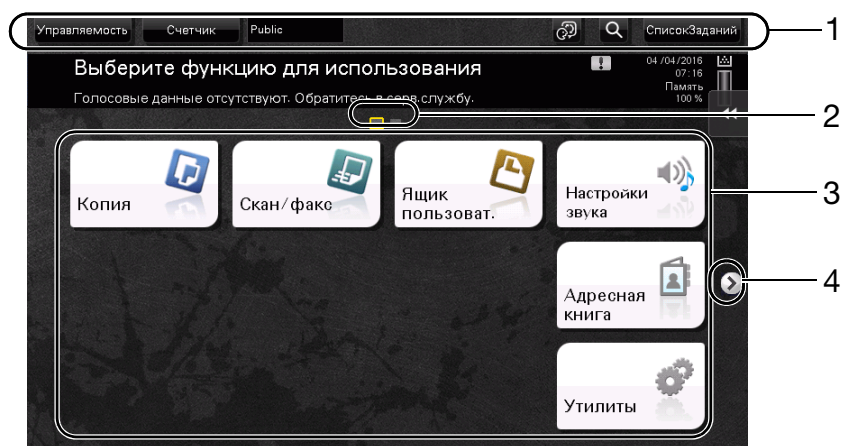 Управляемость Счетчик Public СписокЗаданий 1
Выберите функцию для использования
04/04/2016
07:16
Память
100 %
Голосовые данные отсутствуют. Обратитесь в серв.службу.
2
Копия
Скан/факс
Ящик
пользоват.
Настройки
звука
3
Адресная
книга
4
Утилиты